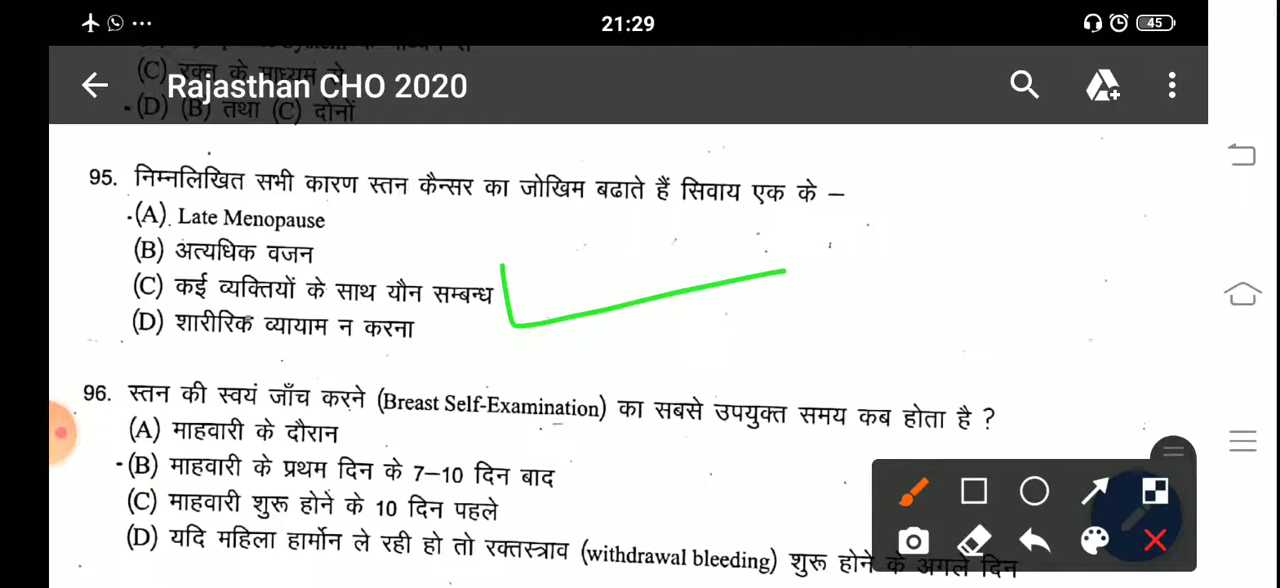 21:29
45
(C) रक्त के माध्यम से
Rajasthan CHO 2020
(D) (B) तथा (C) दोनों
95. निम्नलिखित सभी कारण स्तन कैन्सर का जोखिम बढाते हैं सिवाय एक के –
(A). Late Menopause
(B) अत्यधिक वजन
(C) कई व्यक्तियों के साथ यौन सम्बन्ध
(D) शारीरिक व्यायाम न करना
96. स्तन की स्वयं जाँच करने (Breast Self-Examination) का सबसे उपयुक्त समय कब होता है ?
(A) माहवारी के दौरान
(B) माहवारी के प्रथम दिन के 7–10 दिन बाद
(C) माहवारी शुरू होने के 10 दिन पहले
(D) यदि महिला हार्मोन ले रही हो तो रक्तस्त्राव (withdrawal bleeding) शुरू होने के अगले दिन